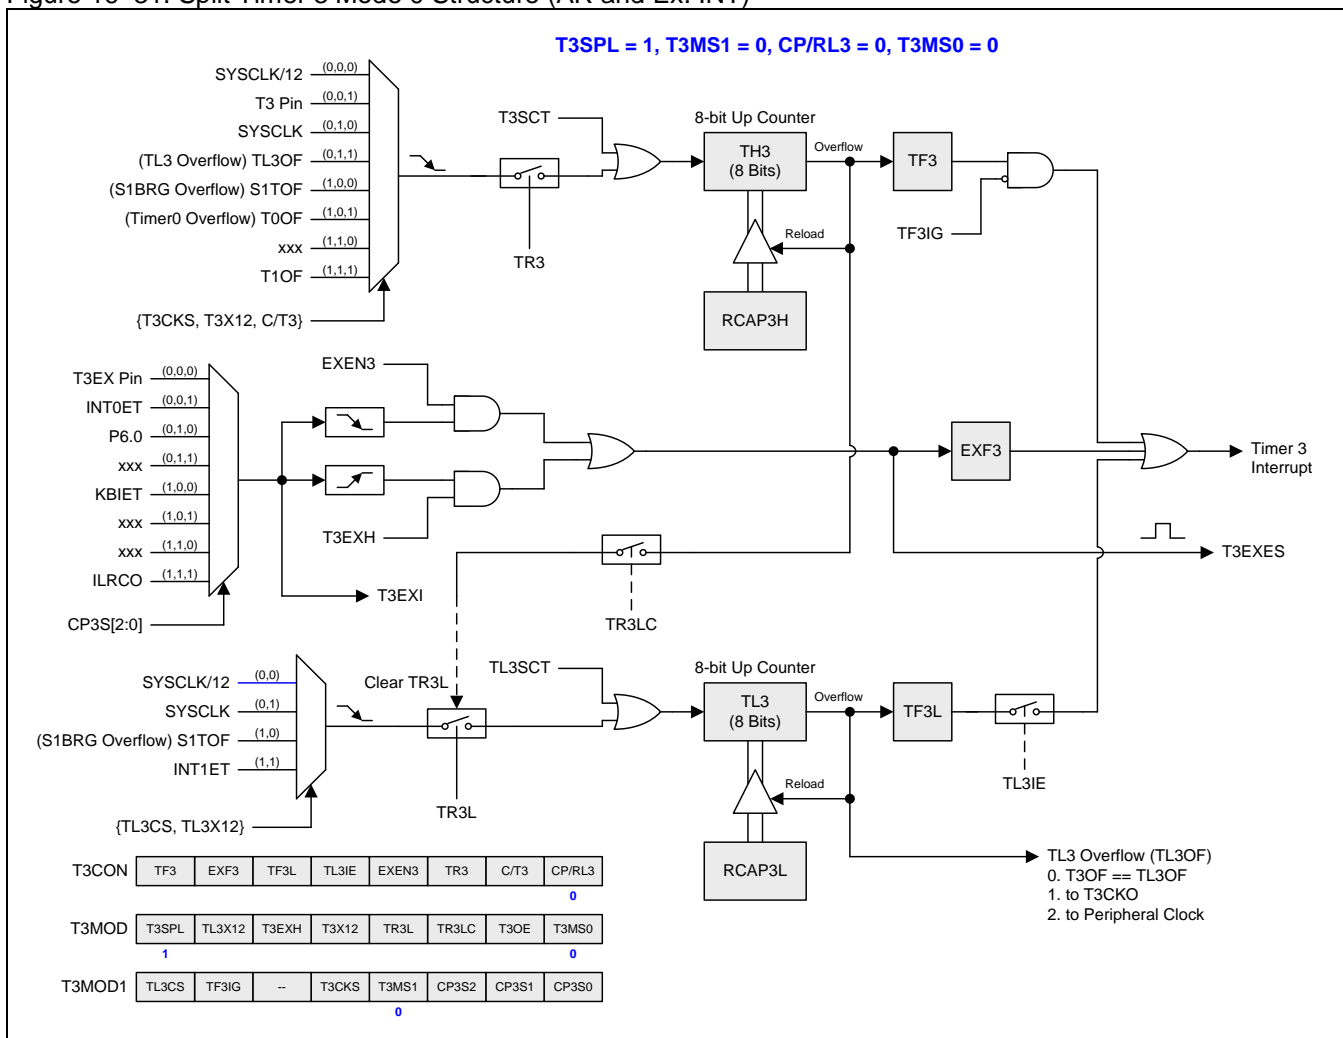 Figure 16-31. Split Timer 3 Mode 0 Structure (AR and Ex. INT)
T3SPL = 1, T3MS1 = 0, CP/RL3 = 0, T3MS0 = 0
SYSCLK/12 (0,0,0)
T3 Pin (0,0,1)
SYSCLK (0,1,0)
(TL3 Overflow) TL3OF (0,1,1)
(S1BRG Overflow) S1TOF (1,0,0)
(Timer0 Overflow) T0OF (1,0,1)
xxx (1,1,0)
T1OF (1,1,1)
{T3CKS, T3X12, C/T3}
TR3
T3SCT
8-bit Up Counter
TH3
(8 Bits)
Overflow
Reload
RCAP3H
TF3
TF3IG
T3EX Pin (0,0,0)
INT0ET (0,0,1)
P6.0 (0,1,0)
xxx (0,1,1)
KBIET (1,0,0)
xxx (1,0,1)
xxx (1,1,0)
ILRCO (1,1,1)
CP3S[2:0]
EXEN3
T3EXH
T3EXI
EXF3
Timer 3
Interrupt
T3EXES
TR3LC
Clear TR3L
SYSCLK/12 (0,0)
SYSCLK (0,1)
(S1BRG Overflow) S1TOF (1,0)
INT1ET (1,1)
{TL3CS, TL3X12}
TR3L
TL3SCT
8-bit Up Counter
TL3
(8 Bits)
Overflow
Reload
RCAP3L
TF3L
TL3IE
TL3 Overflow (TL3OF)
0. T3OF == TL3OF
1. to T3CKO
2. to Peripheral Clock
T3CON TF3 EXF3 TF3L TL3IE EXEN3 TR3 C/T3 CP/RL3
0
T3MOD T3SPL TL3X12 T3EXH T3X12 TR3L TR3LC T3OE T3MS0
1 0
T3MOD1 TL3CS TF3IG -- T3CKS T3MS1 CP3S2 CP3S1 CP3S0
0